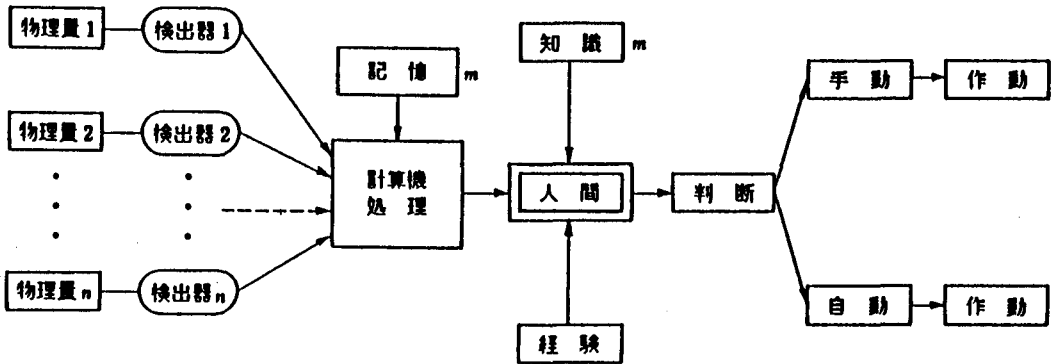 物理量1
検出器1
物理量2
検出器2
物理量n
検出器n
記憶 m
計算機
処理
知識 m
人間
経験
判断
手動
作動
自動
作動